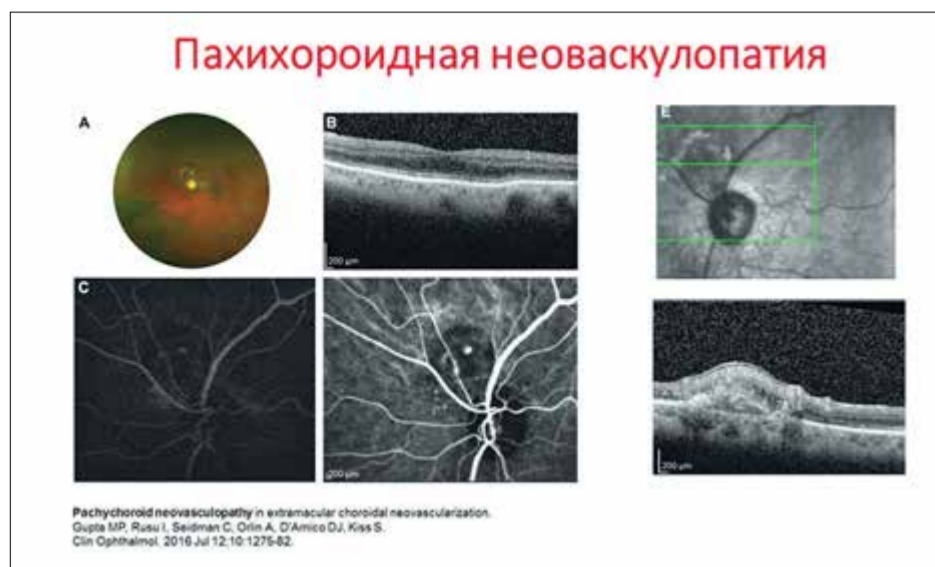 Пахихороидная неоваскулопатия
A
B
E
200 µm
C
200 µm
200 µm
Pachychoroid neovasculopathy in extramacular choroidal neovascularization.
Gupta MP, Rusu I, Seidman C, Orlin A, D'Amico DJ, Kiss S.
Clin Ophthalmol. 2016 Jul 12;10:1275-82.